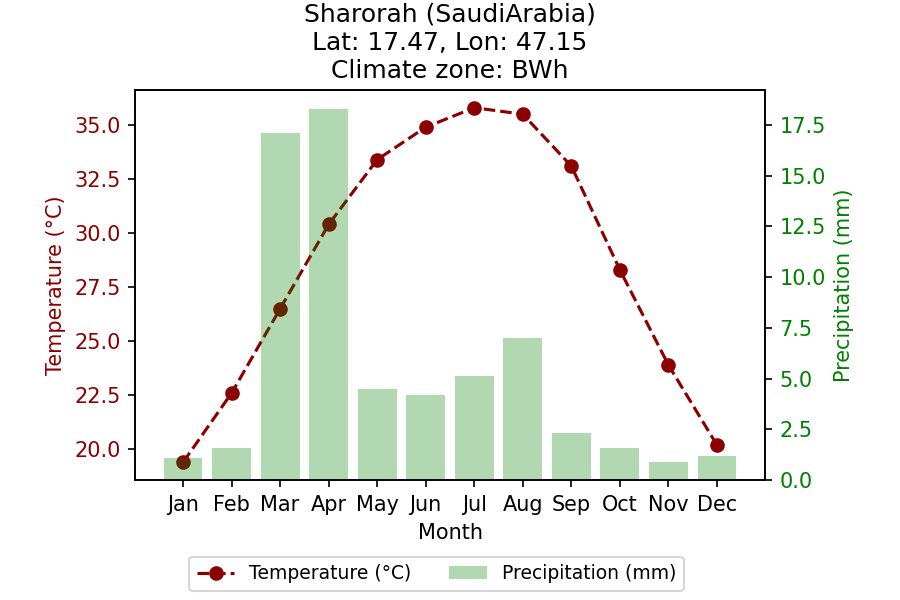 Sharorah (SaudiArabia)
Lat: 17.47, Lon: 47.15
Climate zone: BWh
Temperature (°C)
35.0
32.5
30.0
27.5
25.0
22.5
20.0
17.5
15.0
12.5
10.0
7.5
5.0
2.5
0.0
Precipitation (mm)
Jan Feb Mar Apr May Jun Jul Aug Sep Oct Nov Dec
Month
Temperature (°C) Precipitation (mm)